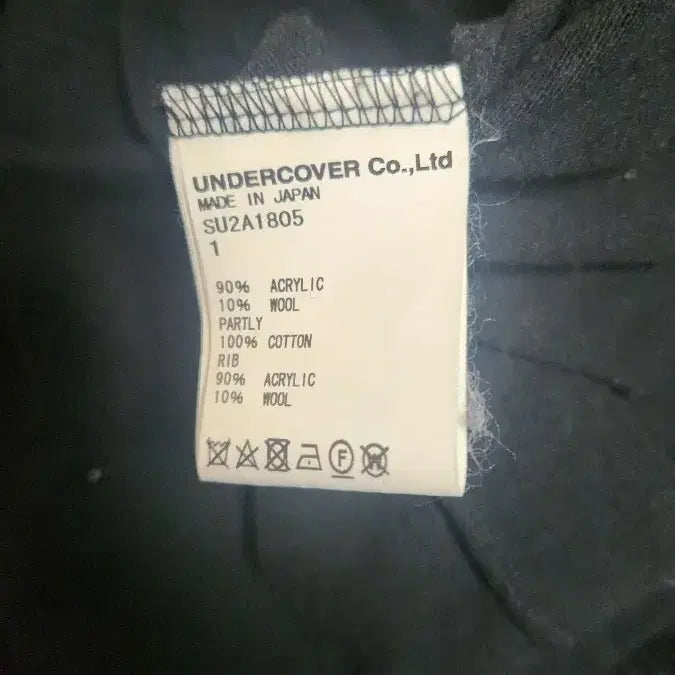 UNDERCOVER Co.,Ltd
MADE IN JAPAN
SU2A1805
1
90% ACRYLIC
10% WOOL
PARTLY
100% COTTON
RIB
90% ACRYLIC
10% WOOL
F W